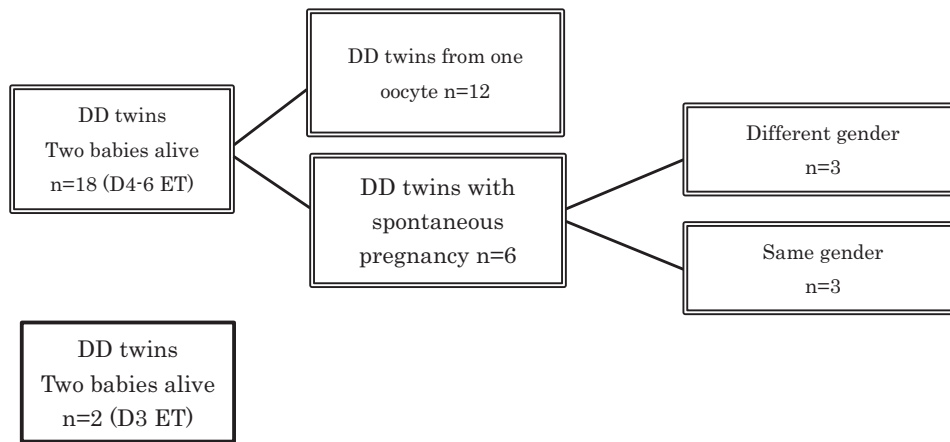 DD twins
Two babies alive
n=18 (D4-6 ET)
DD twins from one
oocyte n=12
DD twins with
spontaneous
pregnancy n=6
Different gender
n=3
Same gender
n=3
DD twins
Two babies alive
n=2 (D3 ET)